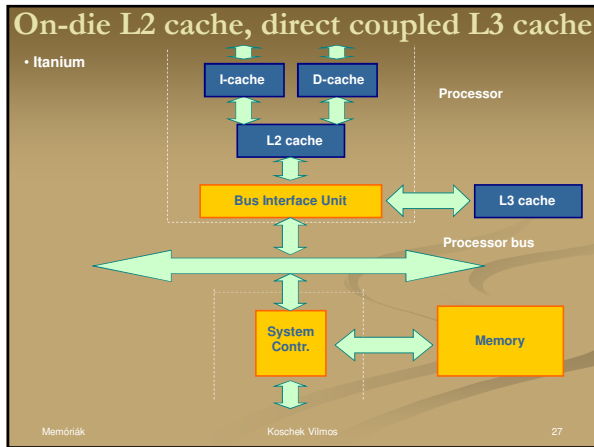 On-die L2 cache, direct coupled L3 cache
• Itanium
I-cache
D-cache
Processor
L2 cache
Bus Interface Unit
L3 cache
Processor bus
System
Contr.
Memory
Memóriák
Koschek Vilmos
27